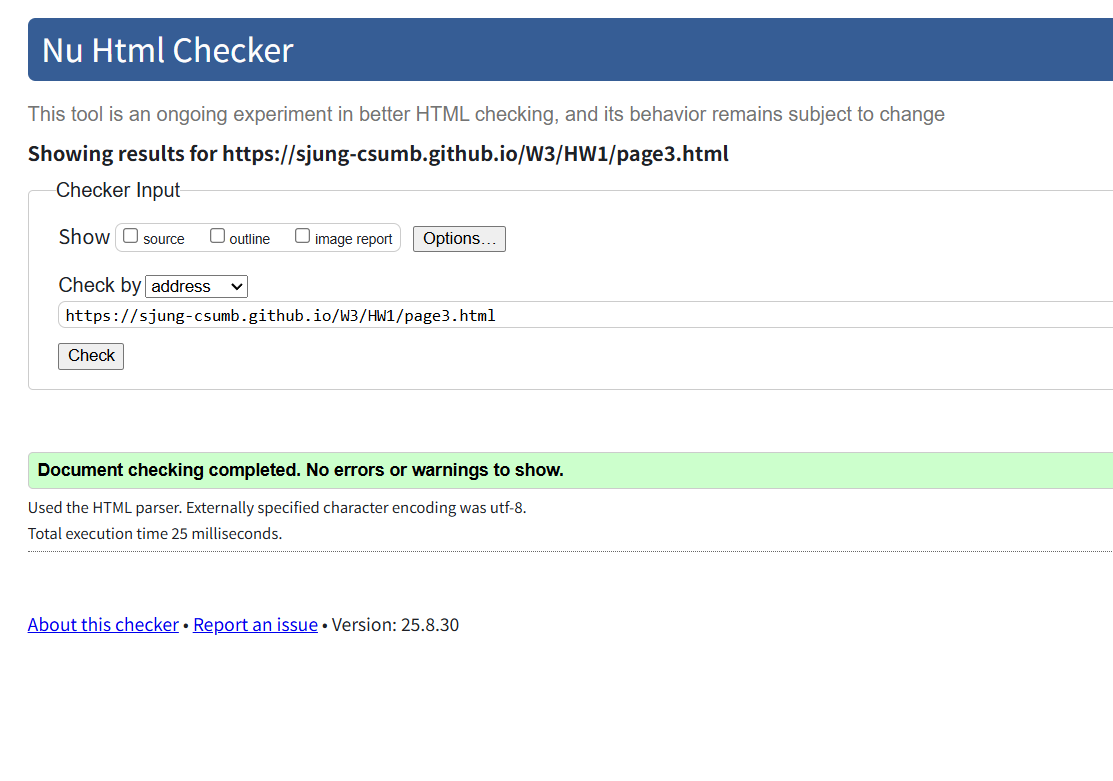 Nu Html Checker
This tool is an ongoing experiment in better HTML checking, and its behavior remains subject to change
Showing results for https://sjung-csumb.github.io/W3/HW1/page3.html
Checker Input
Show source outline image report Options...
Check by address
https://sjung-csumb.github.io/W3/HW1/page3.html
Check
Document checking completed. No errors or warnings to show.
Used the HTML parser. Externally specified character encoding was utf-8.
Total execution time 25 milliseconds.
About this checker • Report an issue • Version: 25.8.30